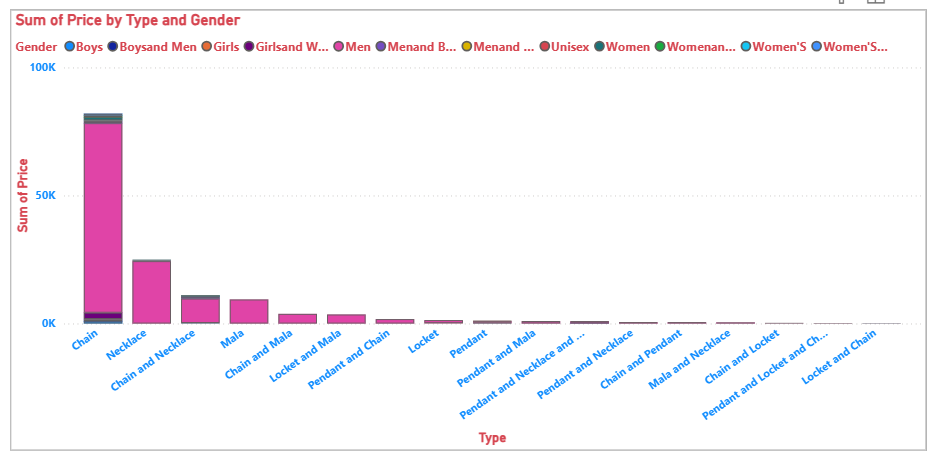 Sum of Price by Type and Gender
Gender Boys Boysand Men Girls Girlsand W... Men Menand B... Menand ... Unisex Women Womenan... Women'S Women'S...
100K
50K
0K
Sum of Price
Chain
Necklace
Chain and Necklace
Mala
Chain and Mala
Locket and Mala
Pendant and Chain
Locket
Pendant
Pendant and Mala
Pendant and Necklace and ...
Pendant and Necklace
Chain and Pendant
Mala and Necklace
Chain and Locket
Pendant and Locket and Ch...
Locket and Chain
Type